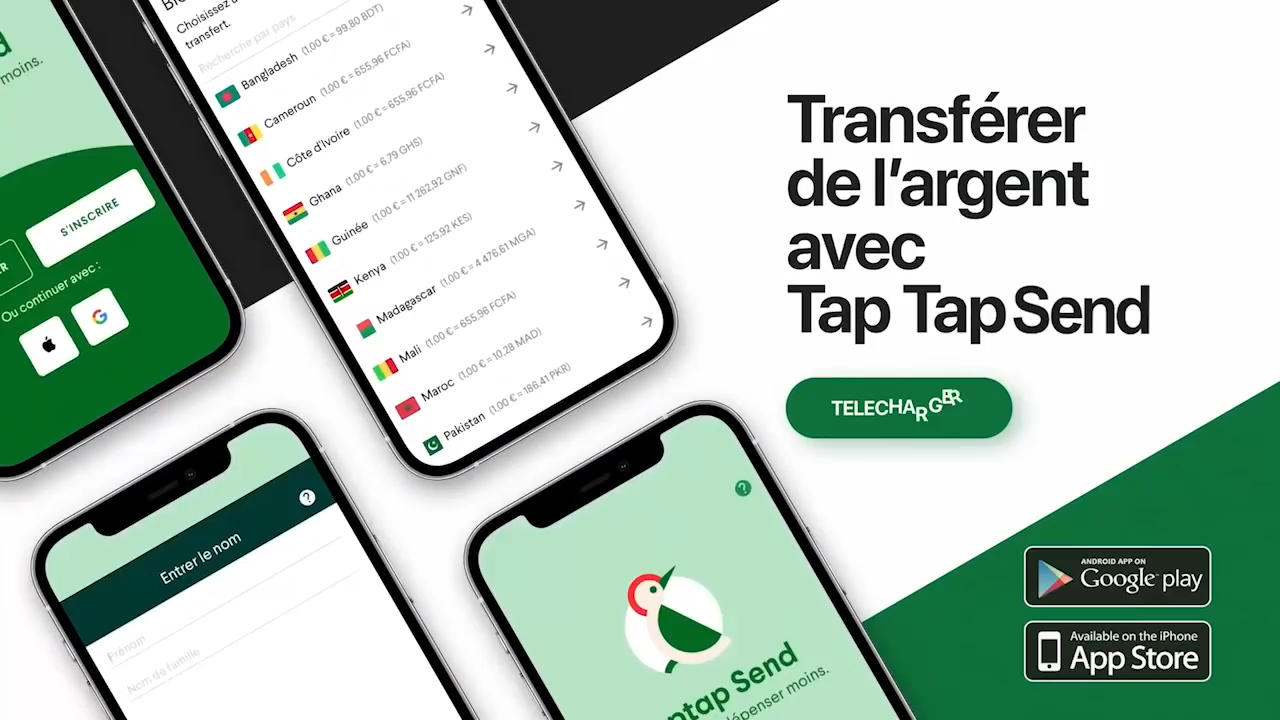 moins.
S'INSCRIRE
Ou continuer avec :
transfert.
Recherche par pays
Bangladesh (1,00 € = 99,80 BDT)
Cameroun (1,00 € = 655,96 FCFA)
Côte d'Ivoire (1,00 € = 655,96 FCFA)
Ghana (1,00 € = 6,79 GHS)
Guinée (1,00 € = 11 262,92 GNF)
Kenya (1,00 € = 125,92 KES)
Madagascar (1,00 € = 4 476,61 MGA)
Mali (1,00 € = 655,96 FCFA)
Maroc (1,00 € = 10,28 MAD)
Pakistan (1,00 € = 186,41 PKR)
Transférer
de l'argent
avec
Tap Tap Send
TELECHARGER
Entrer le nom
Prénom
Nom de famille
Send
dépenser moins.
ANDROID APP ON
Google play
Available on the iPhone
App Store